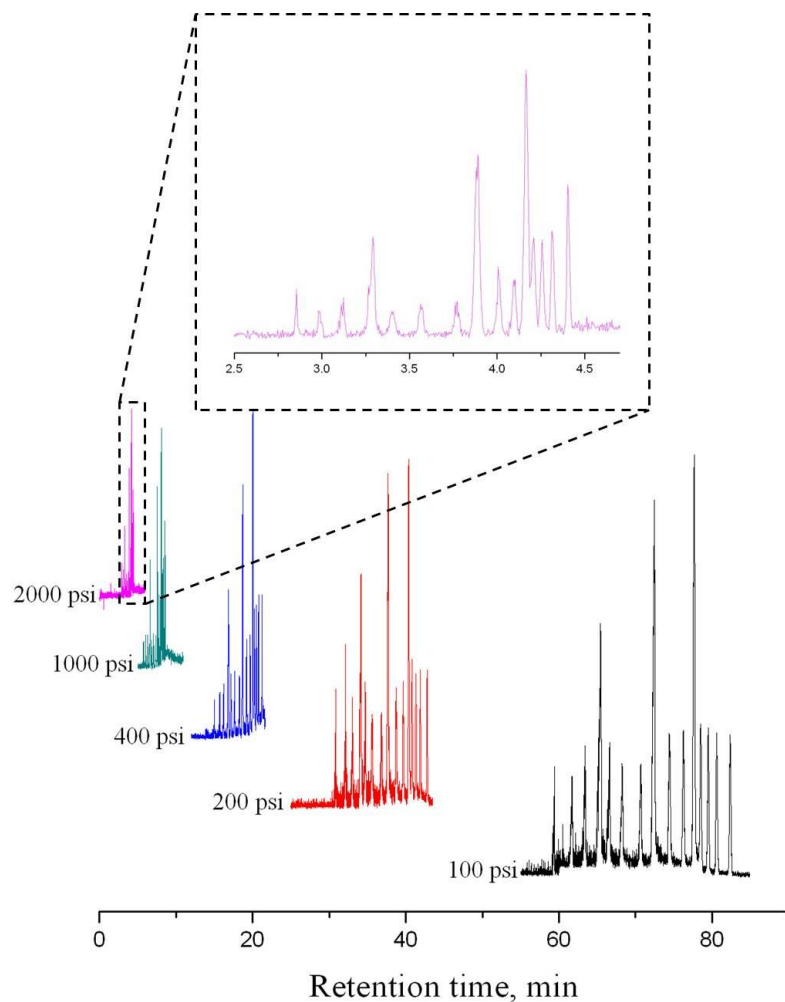 2.5 3.0 3.5 4.0 4.5
2000 psi
1000 psi
400 psi
200 psi
100 psi
0 20 40 60 80
Retention time, min